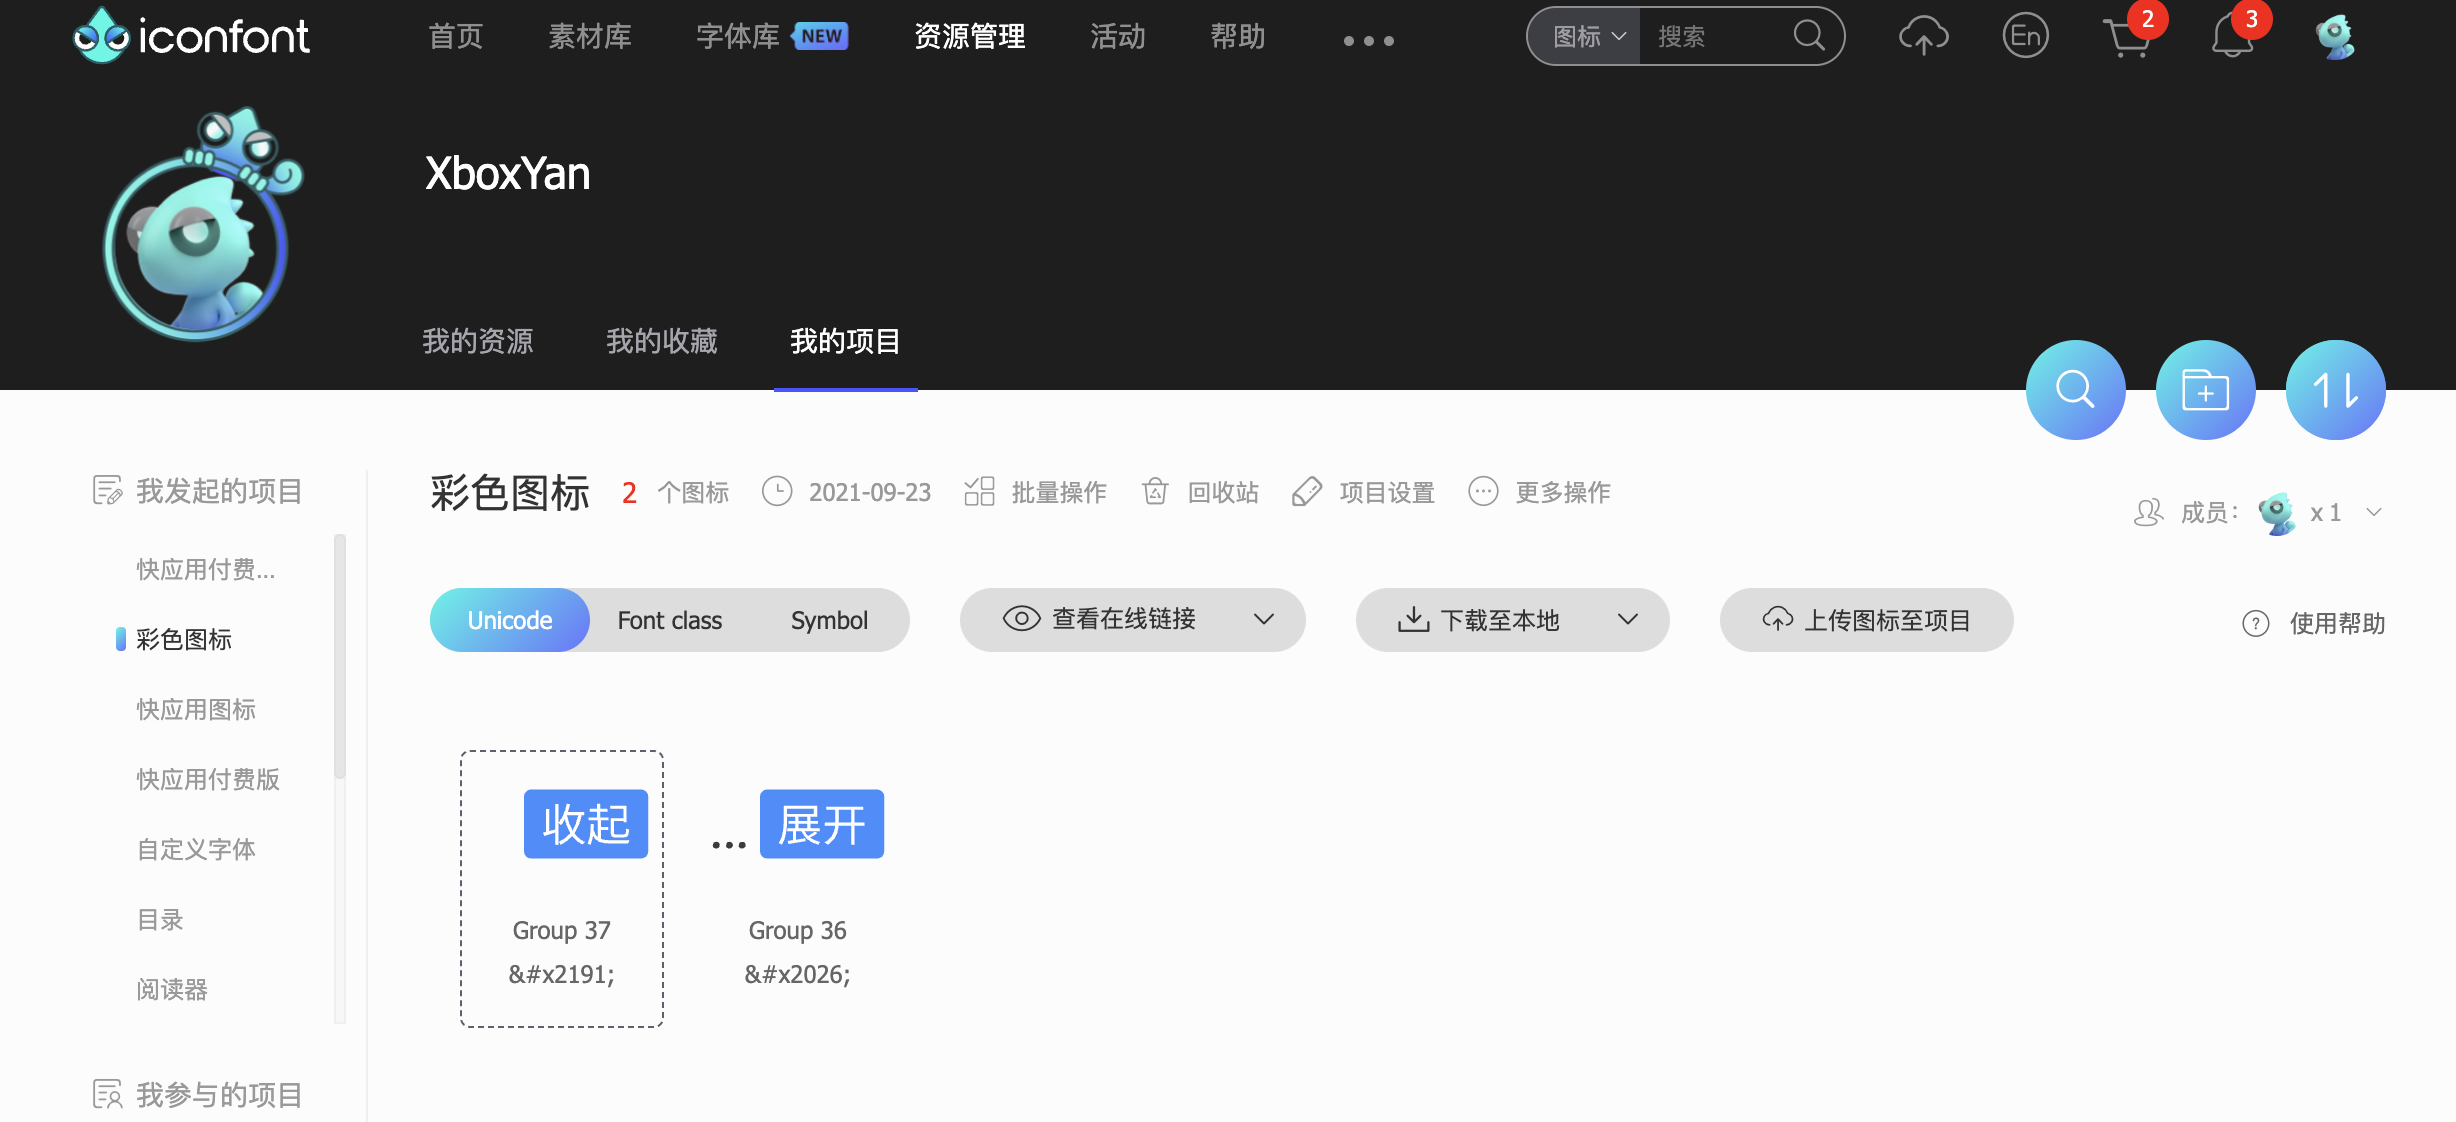 iconfont 首页 素材库 字体库 NEW 资源管理 活动 帮助 图标 搜索 En 2 3
XboxYan
我的资源 我的收藏 我的项目
我发起的项目
快应用付费...
彩色图标
快应用图标
快应用付费版
自定义字体
目录
阅读器
我参与的项目
彩色图标 2 个图标 2021-09-23 批量操作 回收站 项目设置 更多操作
成员： x 1
Unicode Font class Symbol 查看在线链接 下载至本地 上传图标至项目 使用帮助
收起
Group 37
&#x2191;
... 展开
Group 36
&#x2026;